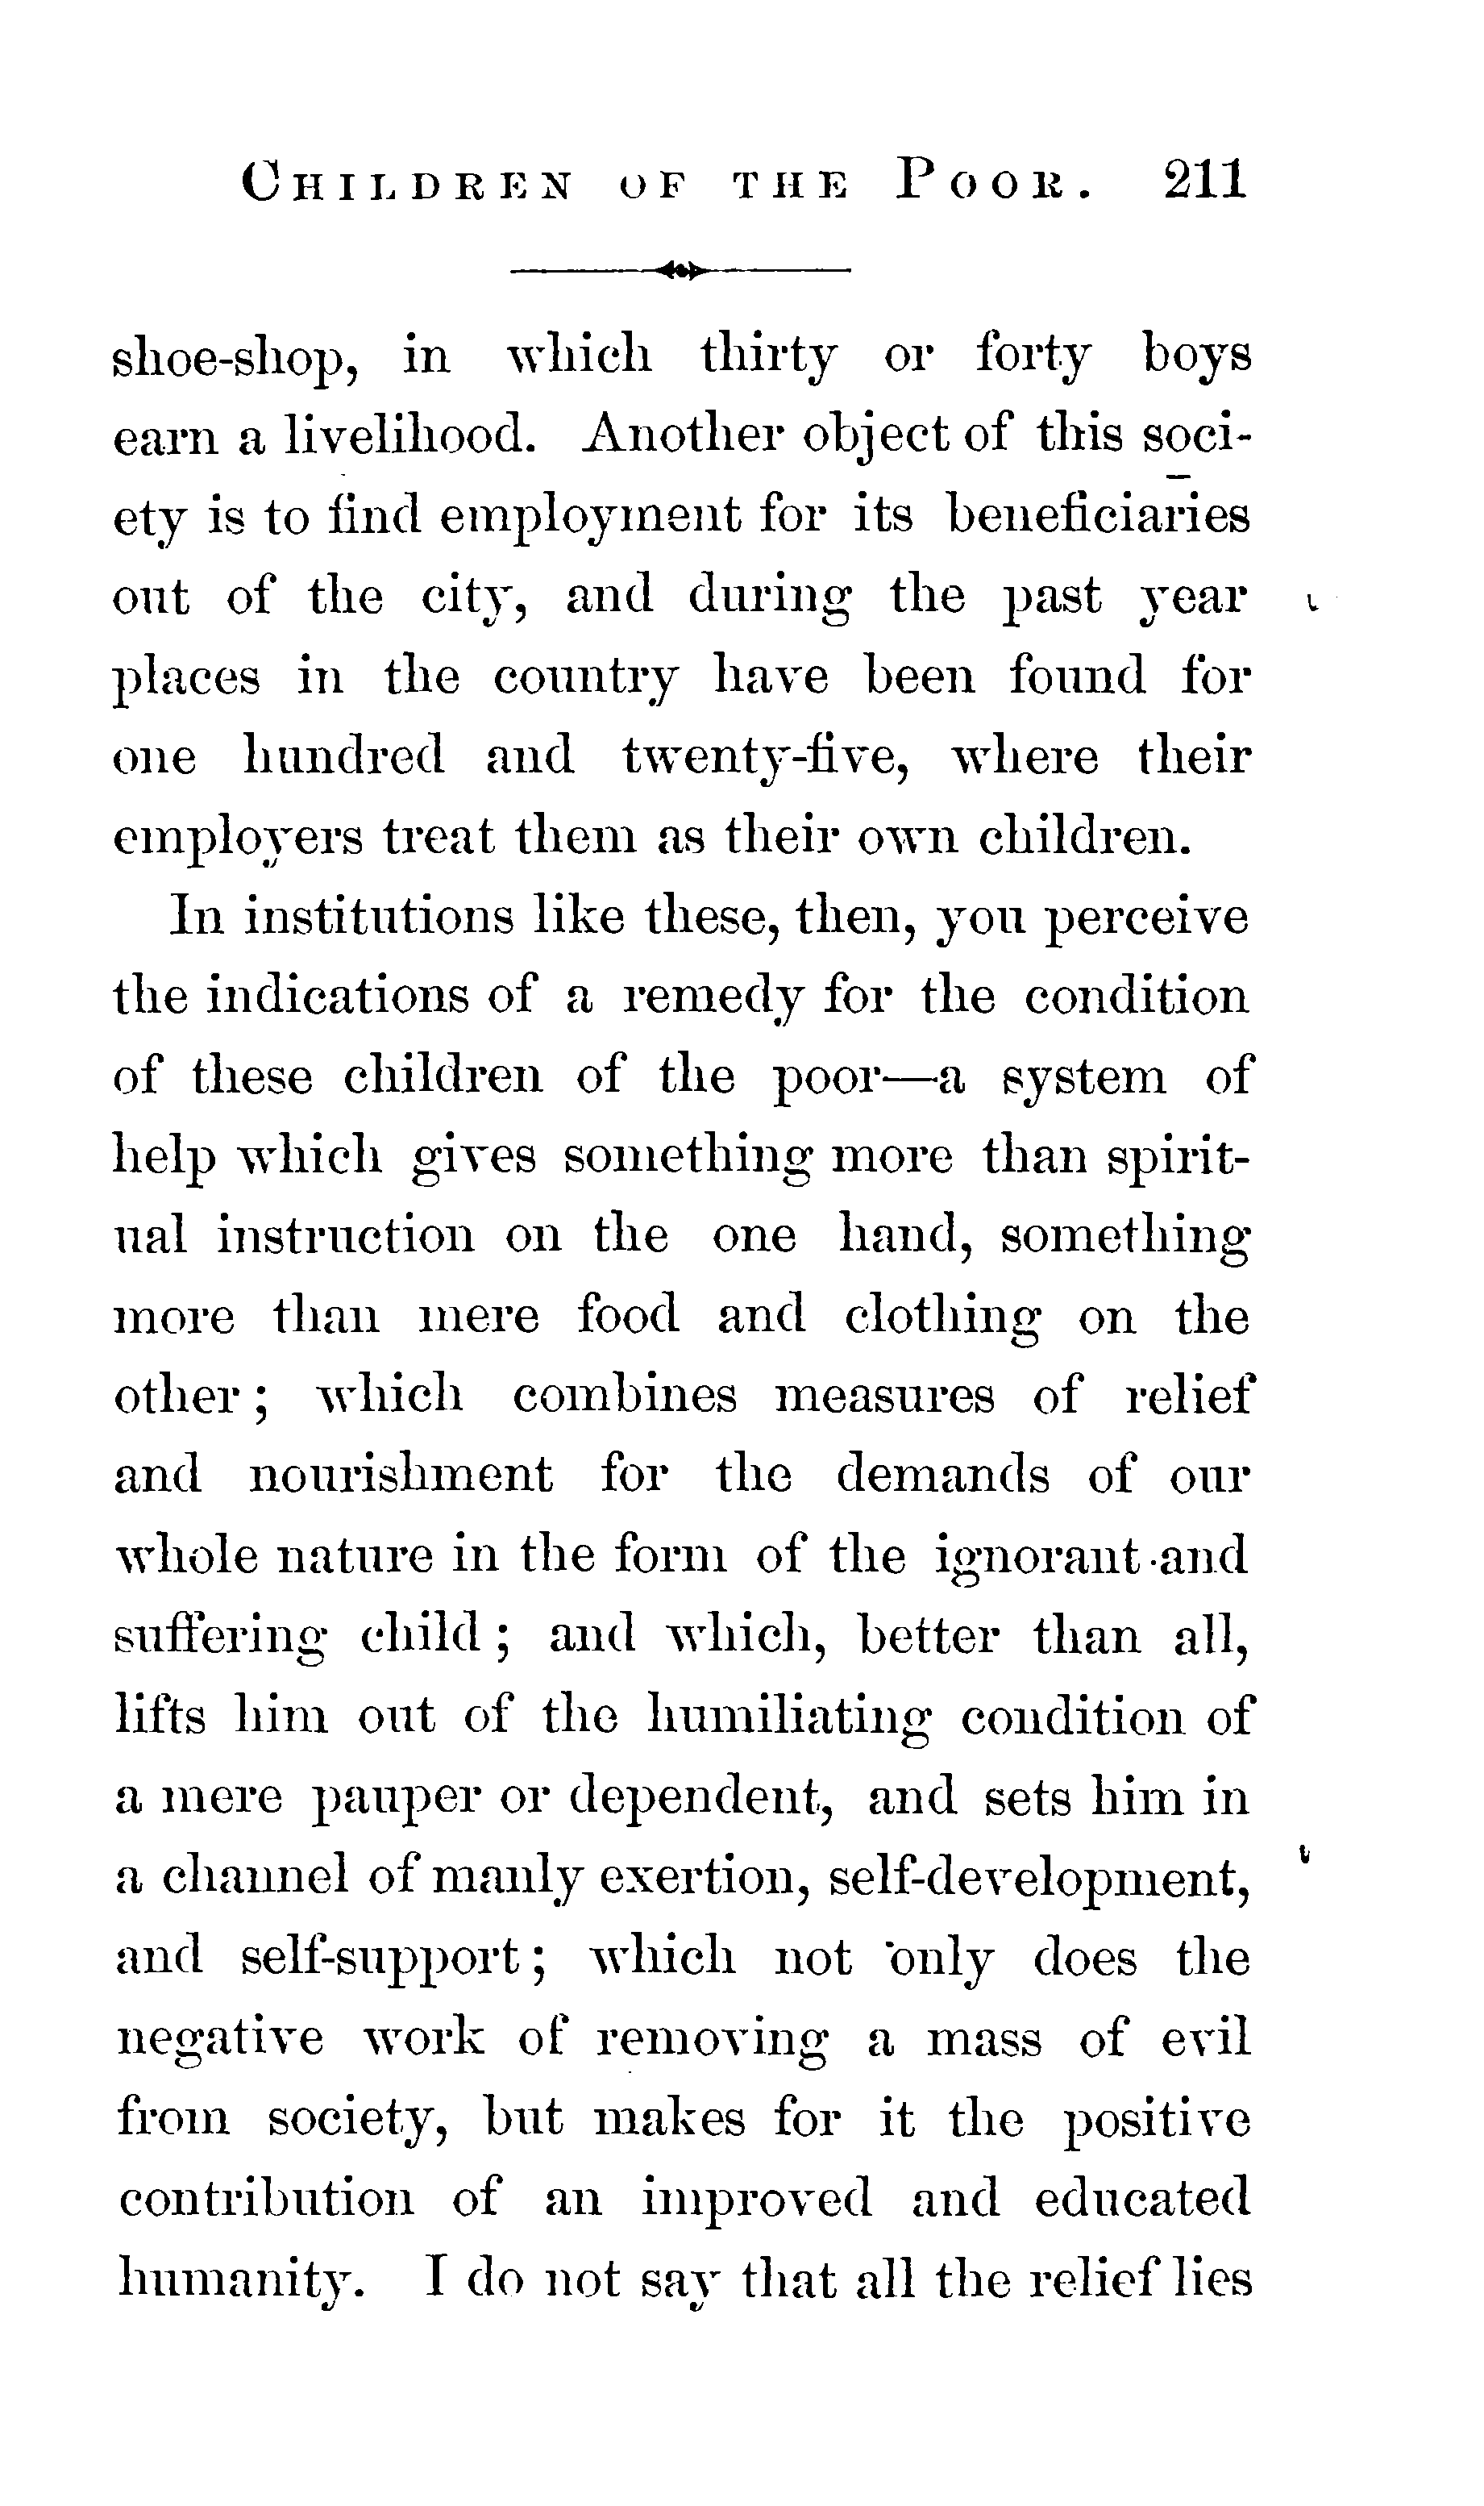 CHILDREN OF THE POOR. 211
shoe-shop, in which thirty or forty boys
earn a livelihood. Another object of this soci-
ety is to find employment for its beneficiaries
out of the city, and during the past year
places in the country have been found for
one hundred and twenty-five, where their
employers treat them as their own children.
In institutions like these, then, you perceive
the indications of a remedy for the condition
of these children of the poor—a system of
help which gives something more than spirit-
ual instruction on the one hand, something
more than mere food and clothing on the
other; which combines measures of relief
and nourishment for the demands of our
whole nature in the form of the ignorant and
suffering child; and which, better than all,
lifts him out of the humiliating condition of
a mere pauper or dependent, and sets him in
a channel of manly exertion, self-development,
and self-support; which not only does the
negative work of removing a mass of evil
from society, but makes for it the positive
contribution of an improved and educated
humanity. I do not say that all the relief lies